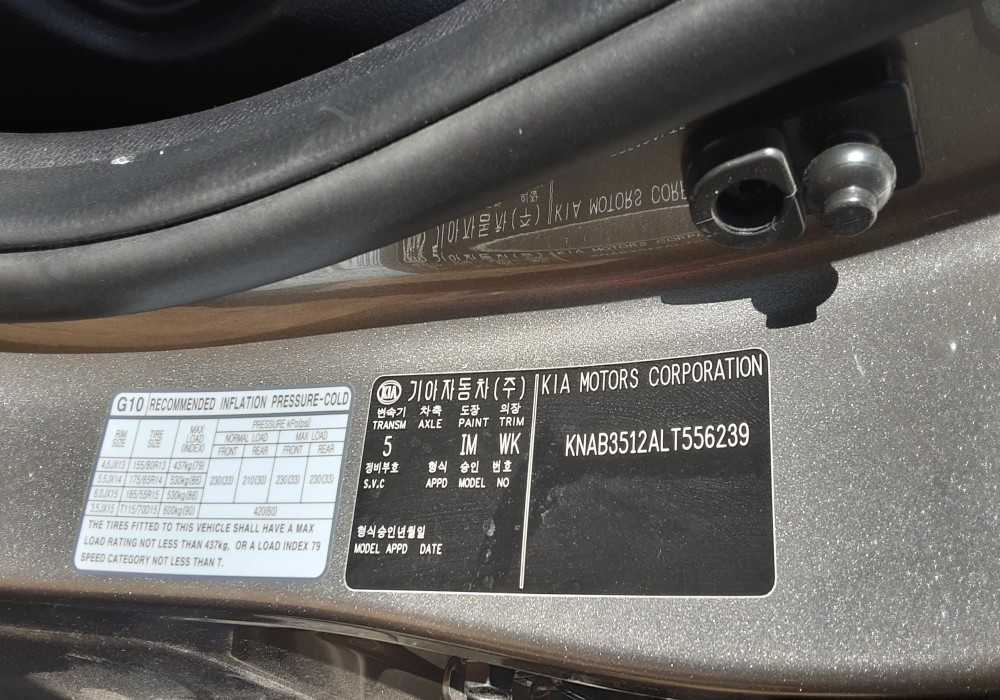 G10 RECOMMENDED INFLATION PRESSURE-COLD
RIM SIZE TIRE SIZE MAX LOAD (INDEX) PRESSURE KPa(psi)
NORMAL LOAD MAX LOAD
FRONT REAR FRONT REAR
4.5JX13 155/80R13 437kg(79)
5.5JX14 175/65R14 530kg(86) 230(33) 210(30) 230(33) 230(33)
6.0JX15 185/55R15 530kg(86)
3.5JX15 T115/70D15 600kg(90) 420(60)
THE TIRES FITTED TO THIS VEHICLE SHALL HAVE A MAX
LOAD RATING NOT LESS THAN 437kg, OR A LOAD INDEX 79
SPEED CATEGORY NOT LESS THAN T.
KIA 기아자동차(주) KIA MOTORS CORPORATION
변속기 차축 도장 의장
TRANSM AXLE PAINT TRIM
5 IM WK
KNAB3512ALT556239
정비부호 형식 승인 번호
S.V.C APPD MODEL NO
형식승인년월일
MODEL APPD DATE